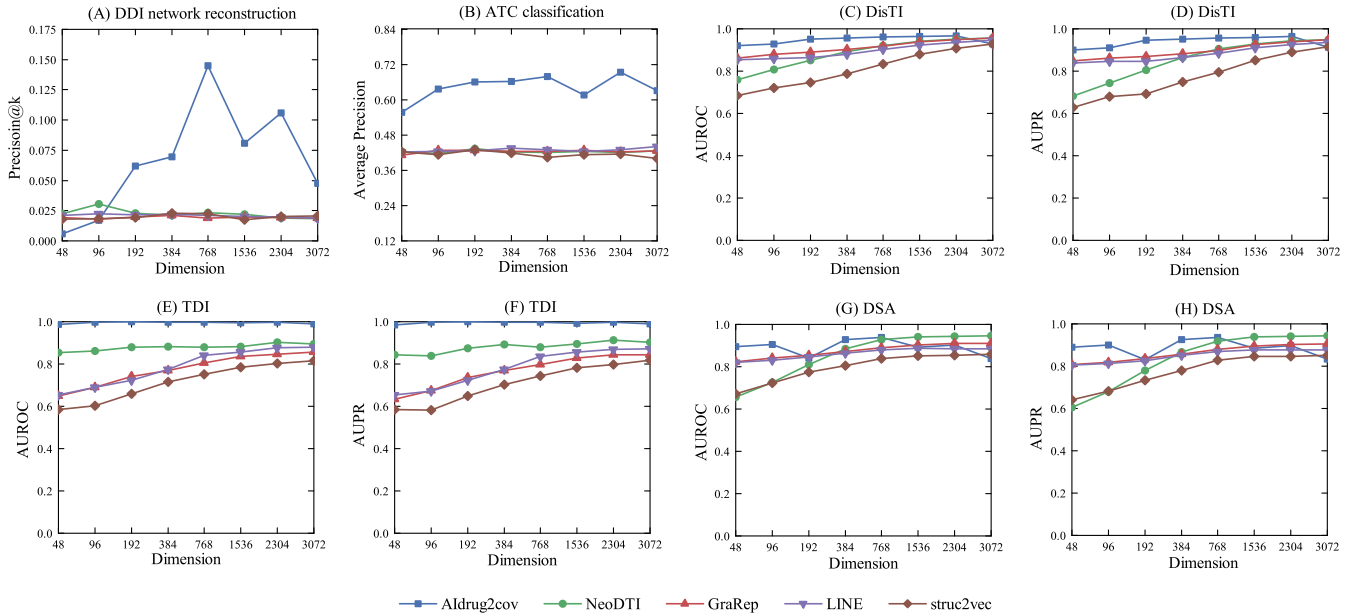 (A) DDI network reconstruction
0.175
0.150
0.125
0.100
0.075
0.050
0.025
0.000
Precisoin@k
48 96 192 384 768 1536 2304 3072
Dimension
(B) ATC classification
0.84
0.72
0.60
0.48
0.36
0.24
0.12
Average Precision
48 96 192 384 768 1536 2304 3072
Dimension
(C) DisTI
1.0
0.8
0.6
0.4
0.2
0.0
AUROC
48 96 192 384 768 1536 2304 3072
Dimension
(D) DisTI
1.0
0.8
0.6
0.4
0.2
0.0
AUPR
48 96 192 384 768 1536 2304 3072
Dimension
(E) TDI
1.0
0.8
0.6
0.4
0.2
0.0
AUROC
48 96 192 384 768 1536 2304 3072
Dimension
(F) TDI
1.0
0.8
0.6
0.4
0.2
0.0
AUPR
48 96 192 384 768 1536 2304 3072
Dimension
(G) DSA
1.0
0.8
0.6
0.4
0.2
0.0
AUROC
48 96 192 384 768 1536 2304 3072
Dimension
(H) DSA
1.0
0.8
0.6
0.4
0.2
0.0
AUPR
48 96 192 384 768 1536 2304 3072
Dimension
AIdrug2cov NeoDTI GraRep LINE struc2vec